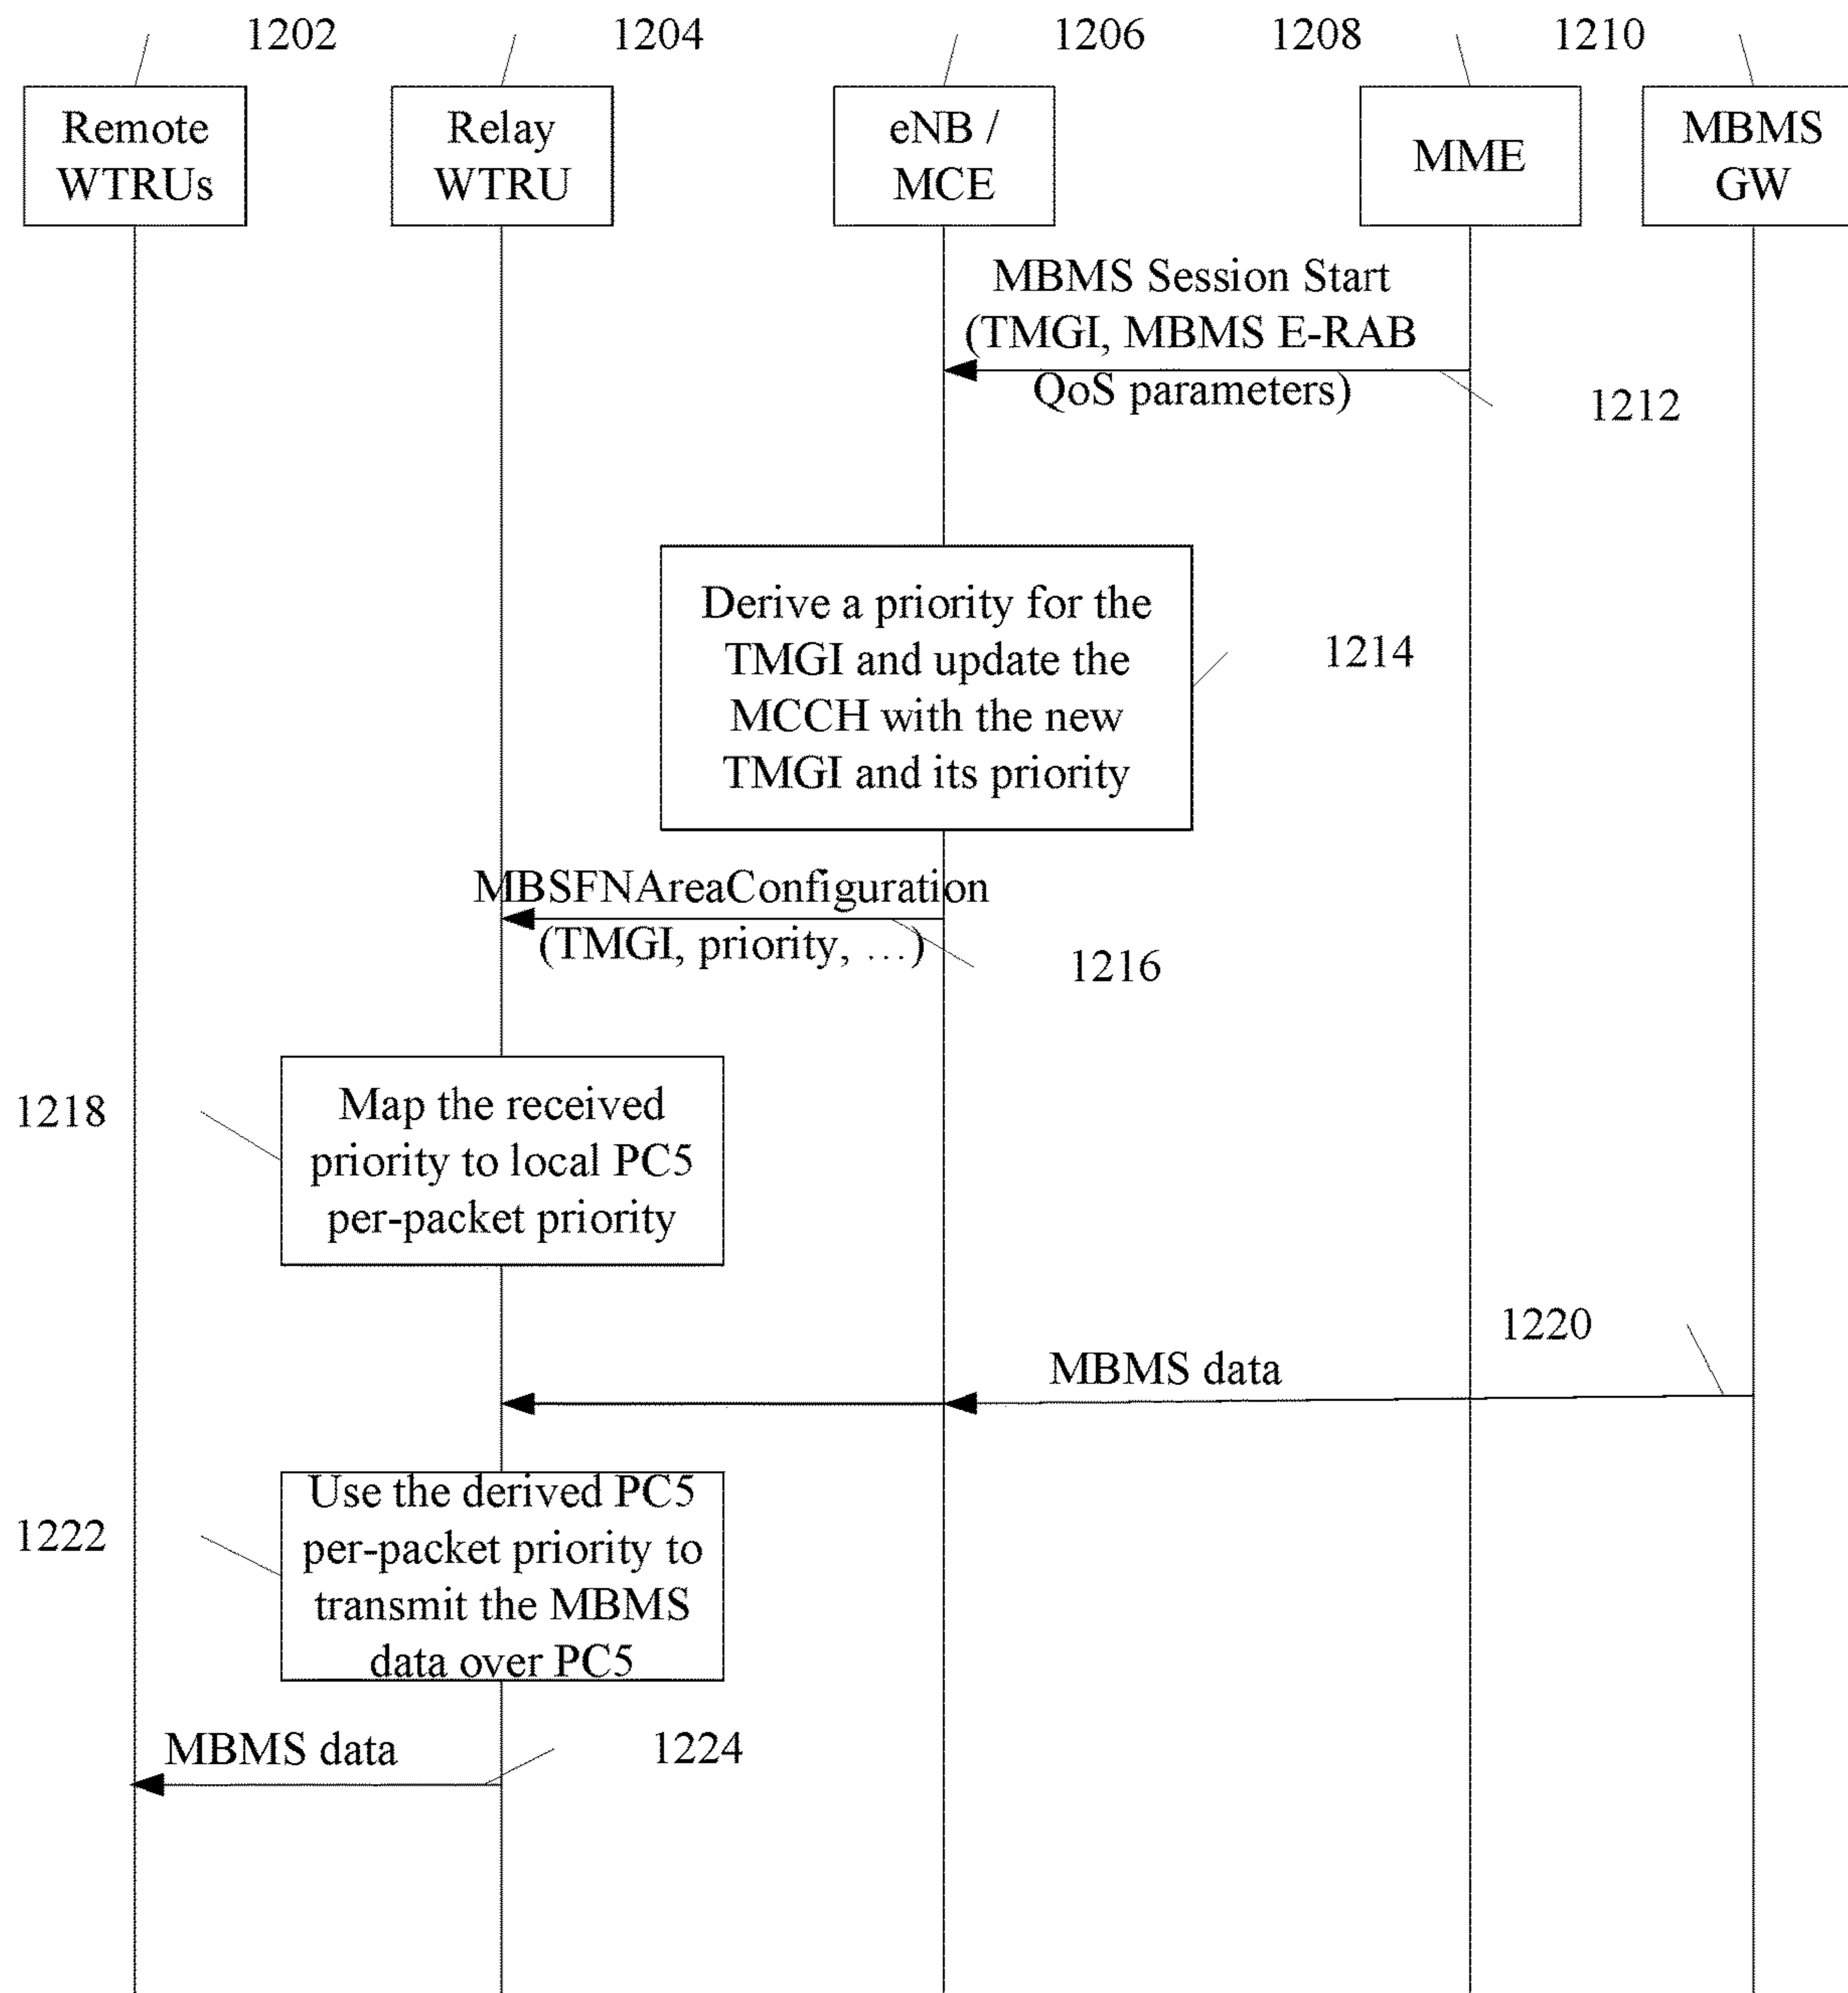 1202
1204
1206
1208
1210
Remote
WTRUs
Relay
WTRU
eNB /
MCE
MME
MBMS
GW
MBMS Session Start
(TMGI, MBMS E-RAB
QoS parameters)
1212
Derive a priority for the
TMGI and update the
MCCH with the new
TMGI and its priority
1214
MBSFNAreaConfiguration
(TMGI, priority, …)
1216
1218
Map the received
priority to local PC5
per-packet priority
1220
MBMS data
1222
Use the derived PC5
per-packet priority to
transmit the MBMS
data over PC5
MBMS data
1224